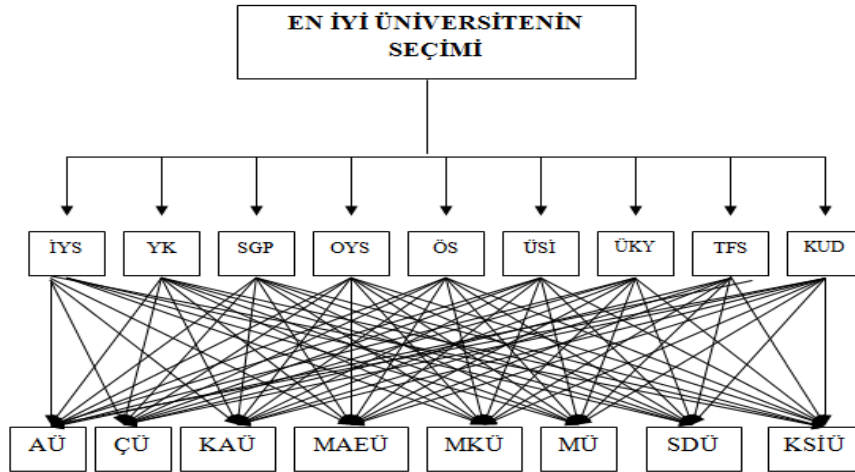 EN İYİ ÜNİVERSİTENİN
SEÇİMİ
İYS YK SGP OYS ÖS ÜSİ ÜKY TFS KUD
AÜ ÇÜ KAÜ MAEÜ MKÜ MÜ SDÜ KSİÜ